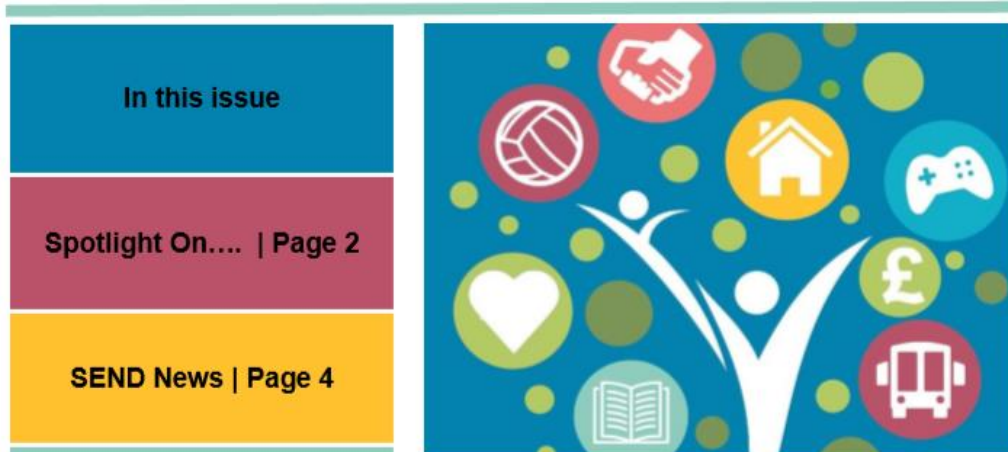 In this issue
Spotlight On.... | Page 2
SEND News | Page 4
£